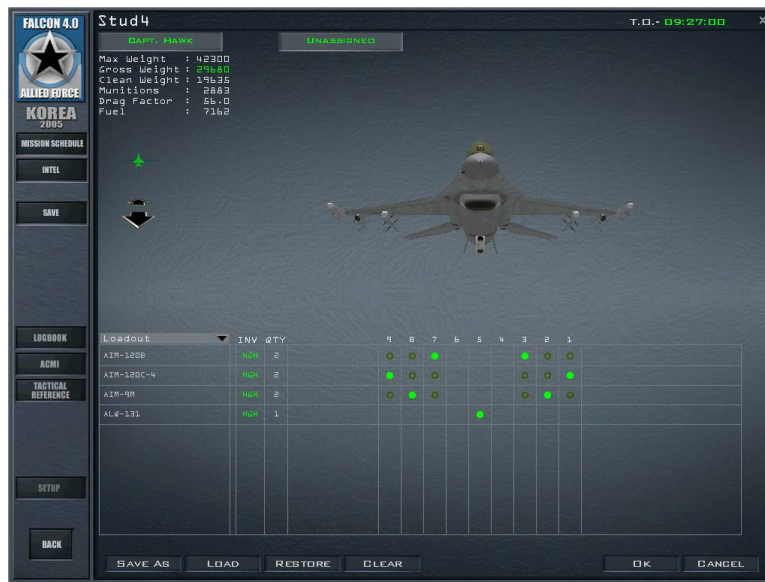 FALCON 4.0
ALLIED FORCE
KOREA
2005
MISSION SCHEDULE
INTEL
SAVE
LOGBOOK
ACMI
TACTICAL
REFERENCE
SETUP
BACK
Stud4
T.O.- 09:27:00
x
CAPT. HAWK
UNASSIGNED
Max Weight : 42300
Gross Weight : 29680
Clean Weight : 19635
Munitions : 2883
Drag Factor : 56.0
Fuel : 7162
Loadout INV QTY 9 8 7 6 5 4 3 2 1
AIM-120B HGH 2
AIM-120C-4 HGH 2
AIM-9M HGH 2
ALQ-131 HGH 1
SAVE AS LOAD RESTORE CLEAR OK CANCEL